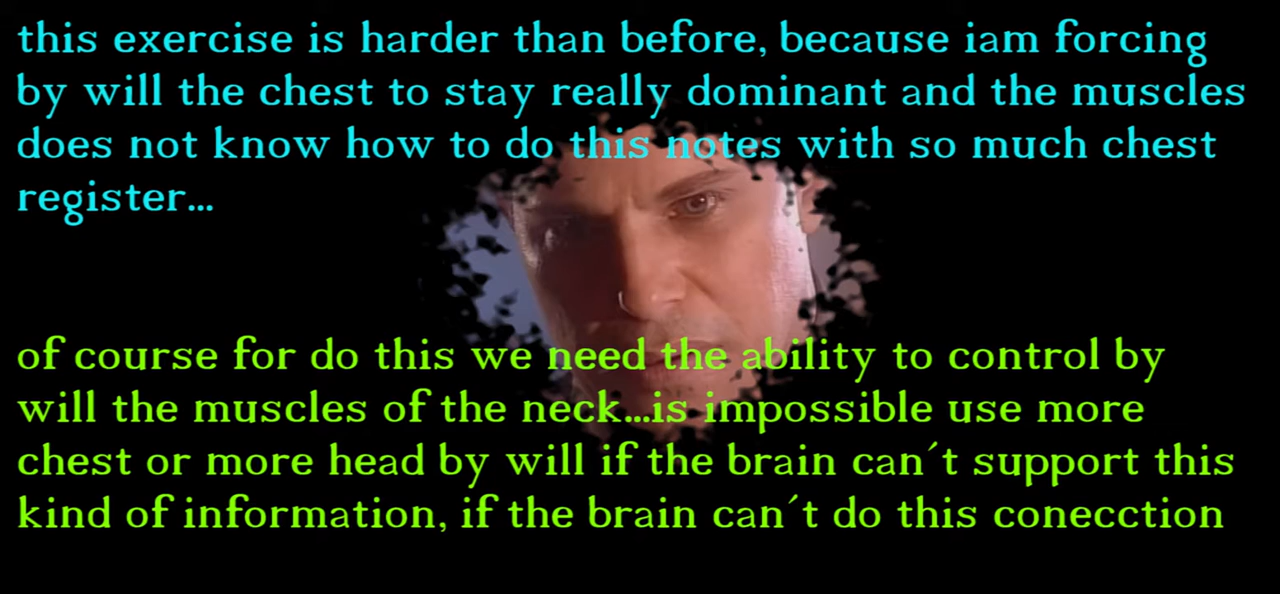 this exercise is harder than before, because iam forcing
by will the chest to stay really dominant and the muscles
does not know how to do this notes with so much chest
register...
of course for do this we need the ability to control by
will the muscles of the neck...is impossible use more
chest or more head by will if the brain can´t support this
kind of information, if the brain can´t do this conecction